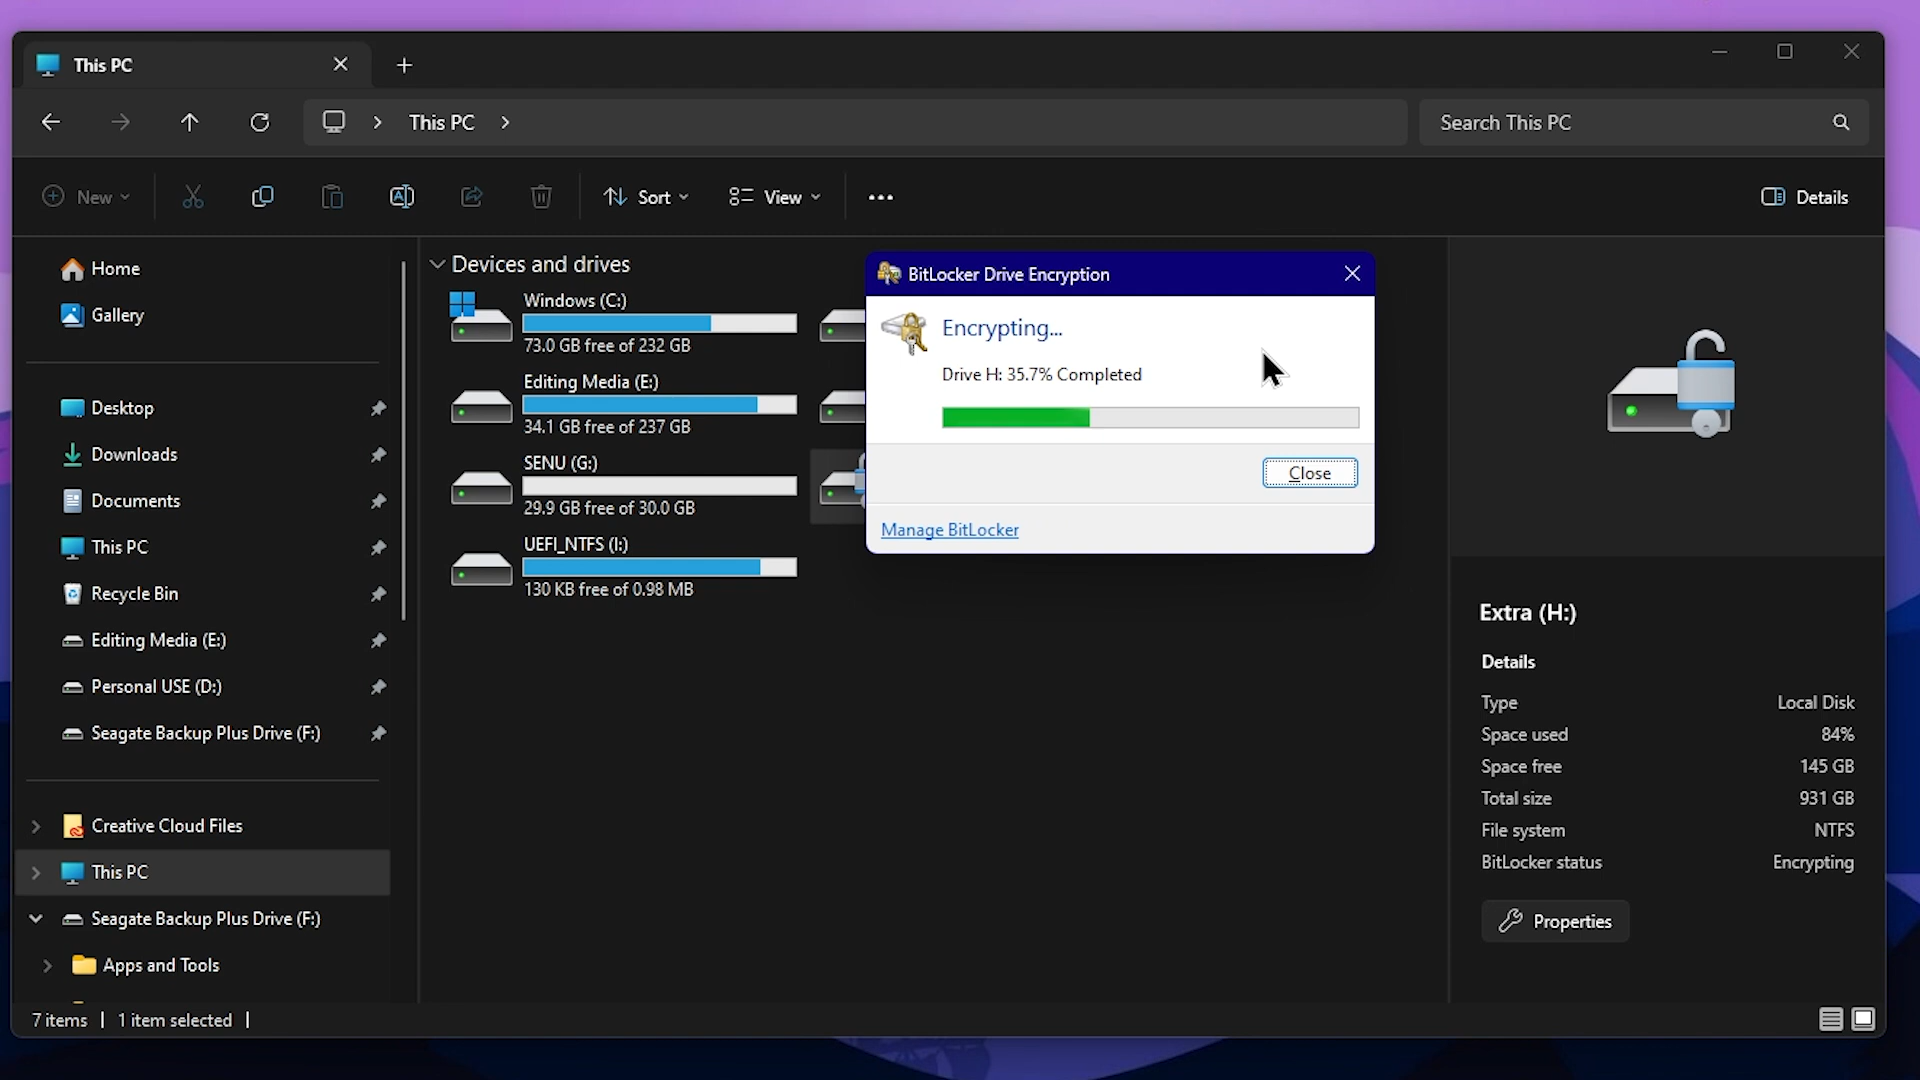 This PC
This PC
Search This PC
New
Sort
View
Details
Home
Gallery
Desktop
Downloads
Documents
This PC
Recycle Bin
Editing Media (E:)
Personal USE (D:)
Seagate Backup Plus Drive (F:)
Creative Cloud Files
This PC
Seagate Backup Plus Drive (F:)
Apps and Tools
Devices and drives
Windows (C:)
73.0 GB free of 232 GB
Editing Media (E:)
34.1 GB free of 237 GB
SENU (G:)
29.9 GB free of 30.0 GB
UEFI_NTFS (I:)
130 KB free of 0.98 MB
BitLocker Drive Encryption
Encrypting...
Drive H: 35.7% Completed
Close
Manage BitLocker
Extra (H:)
Details
Type Local Disk
Space used 84%
Space free 145 GB
Total size 931 GB
File system NTFS
BitLocker status Encrypting
Properties
7 items
1 item selected